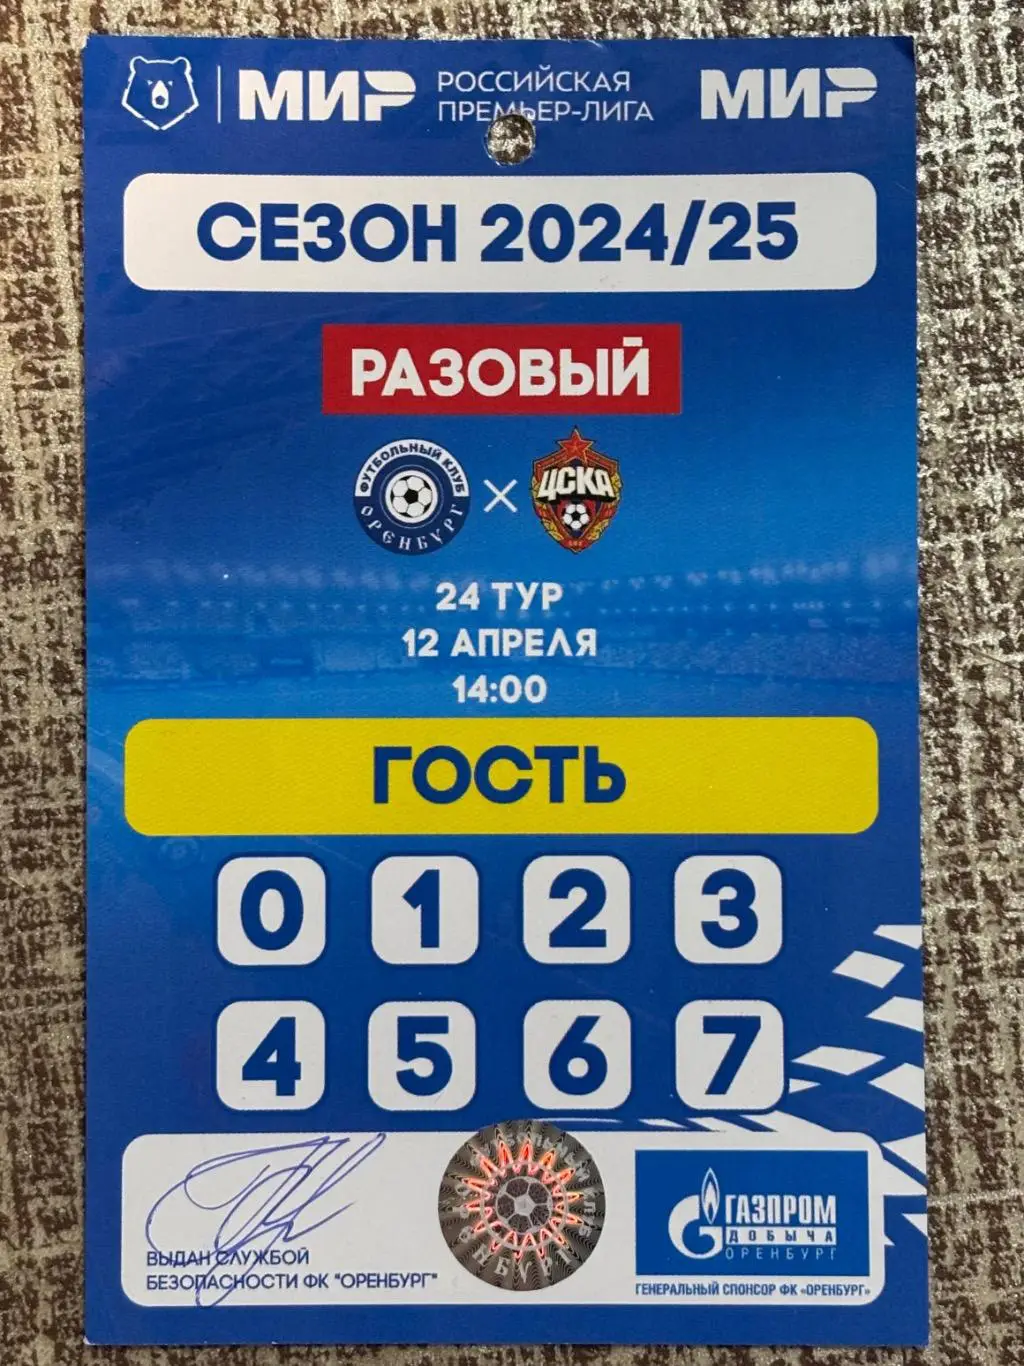 МИР РОССИЙСКАЯ ПРЕМЬЕР-ЛИГА МИР
СЕЗОН 2024/25
РАЗОВЫЙ
ФУТБОЛЬНЫЙ КЛУБ
ОРЕНБУРГ
×
ЦСКА
24 ТУР
12 АПРЕЛЯ
14:00
ГОСТЬ
0 1 2 3
4 5 6 7
ВЫДАН СЛУЖБОЙ
БЕЗОПАСНОСТИ ФК "ОРЕНБУРГ"
ГАЗПРОМ
ДОБЫЧА
ОРЕНБУРГ
ГЕНЕРАЛЬНЫЙ СПОНСОР ФК «ОРЕНБУРГ»